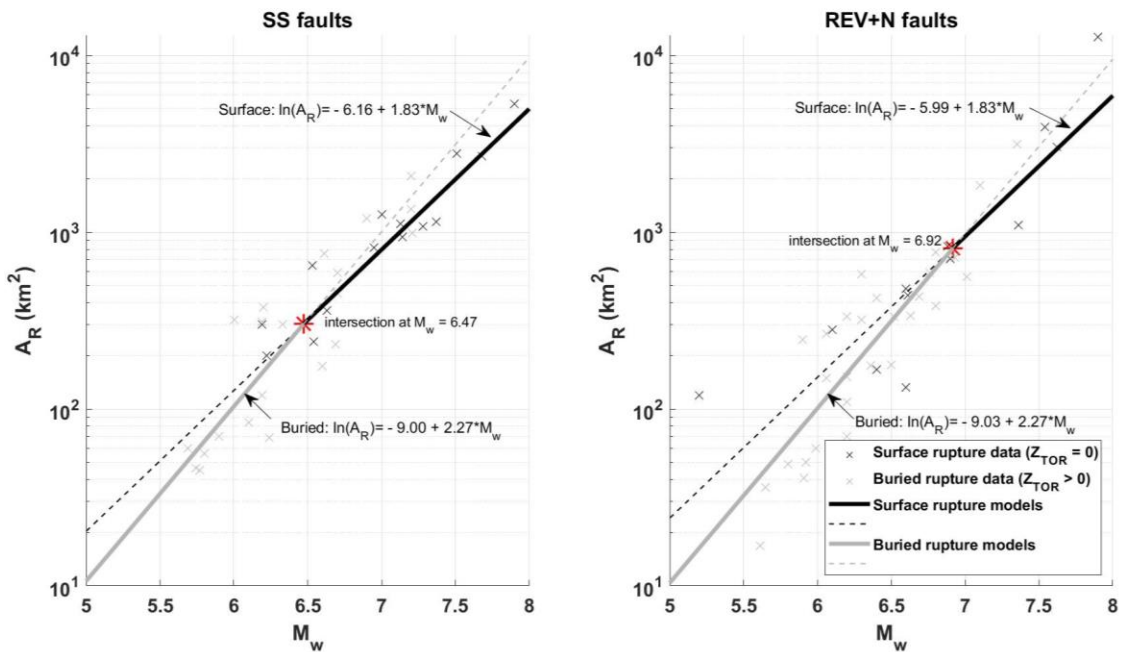 SS faults
10^4
10^3
10^2
10^1
A_R (km^2)
Surface: ln(A_R)= - 6.16 + 1.83*M_w
intersection at M_w = 6.47
Buried: ln(A_R)= - 9.00 + 2.27*M_w
5 5.5 6 6.5 7 7.5 8
M_w
REV+N faults
10^4
10^3
10^2
10^1
A_R (km^2)
Surface: ln(A_R)= - 5.99 + 1.83*M_w
intersection at M_w = 6.92
Buried: ln(A_R)= - 9.03 + 2.27*M_w
Surface rupture data (Z_TOR = 0)
Buried rupture data (Z_TOR > 0)
Surface rupture models
Buried rupture models
5 5.5 6 6.5 7 7.5 8
M_w